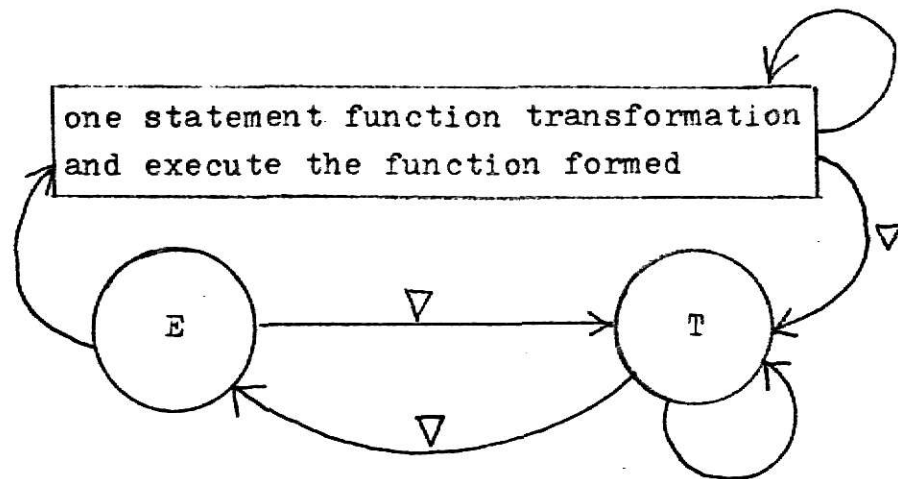 one statement function transformation
and execute the function formed
▽
E
▽
T
▽